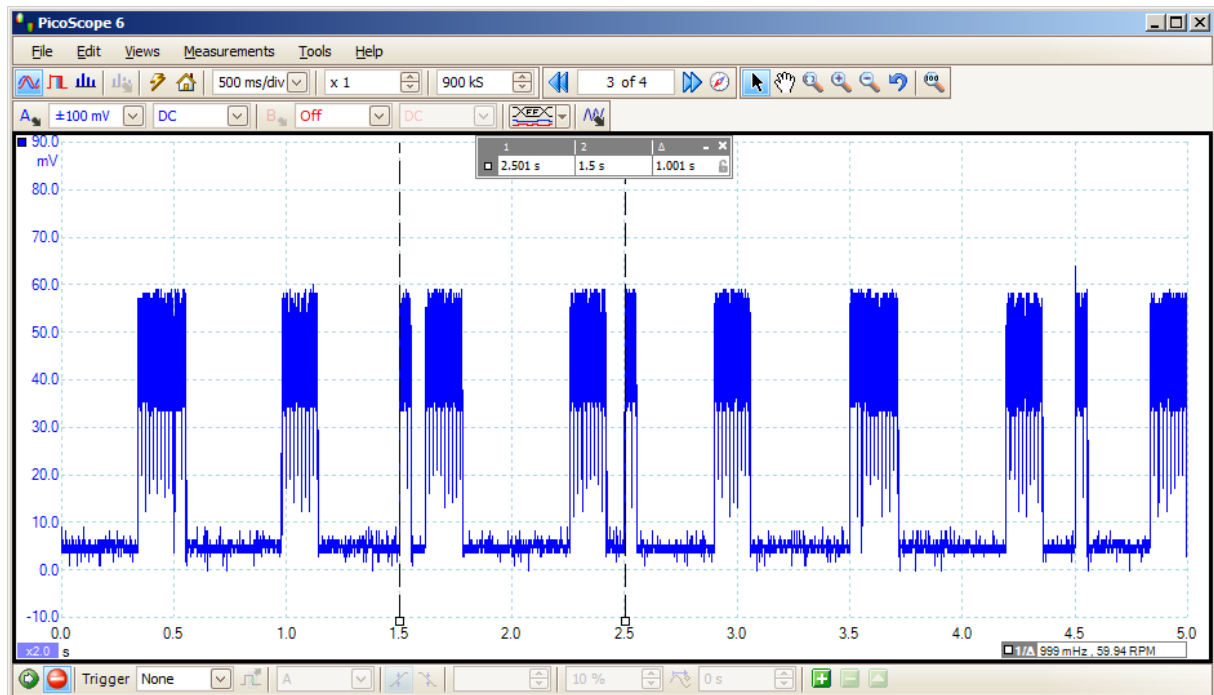 PicoScope 6
File Edit Views Measurements Tools Help
500 ms/div x 1 900 kS 3 of 4 100
A ±100 mV DC B Off DC
90.0
mV
1 2 Δ
2.501 s 1.5 s 1.001 s
80.0
70.0
60.0
50.0
40.0
30.0
20.0
10.0
0.0
-10.0
0.0 0.5 1.0 1.5 2.0 2.5 3.0 3.5 4.0 4.5 5.0
x2.0 s 1/Δ 999 mHz , 59.94 RPM
Trigger None A 10 % 0 s